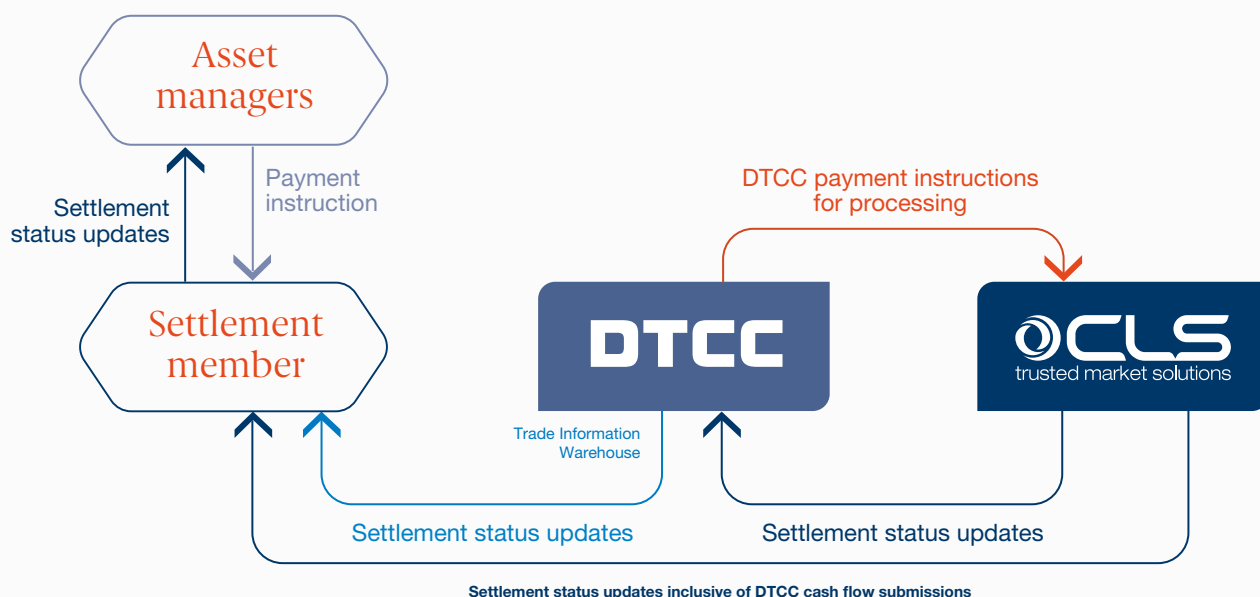 Asset
managers
Payment
instruction
Settlement
status updates
DTCC payment instructions
for processing
Settlement
member
DTCC
CLS
trusted market solutions
Trade Information
Warehouse
Settlement status updates
Settlement status updates
Settlement status updates inclusive of DTCC cash flow submissions